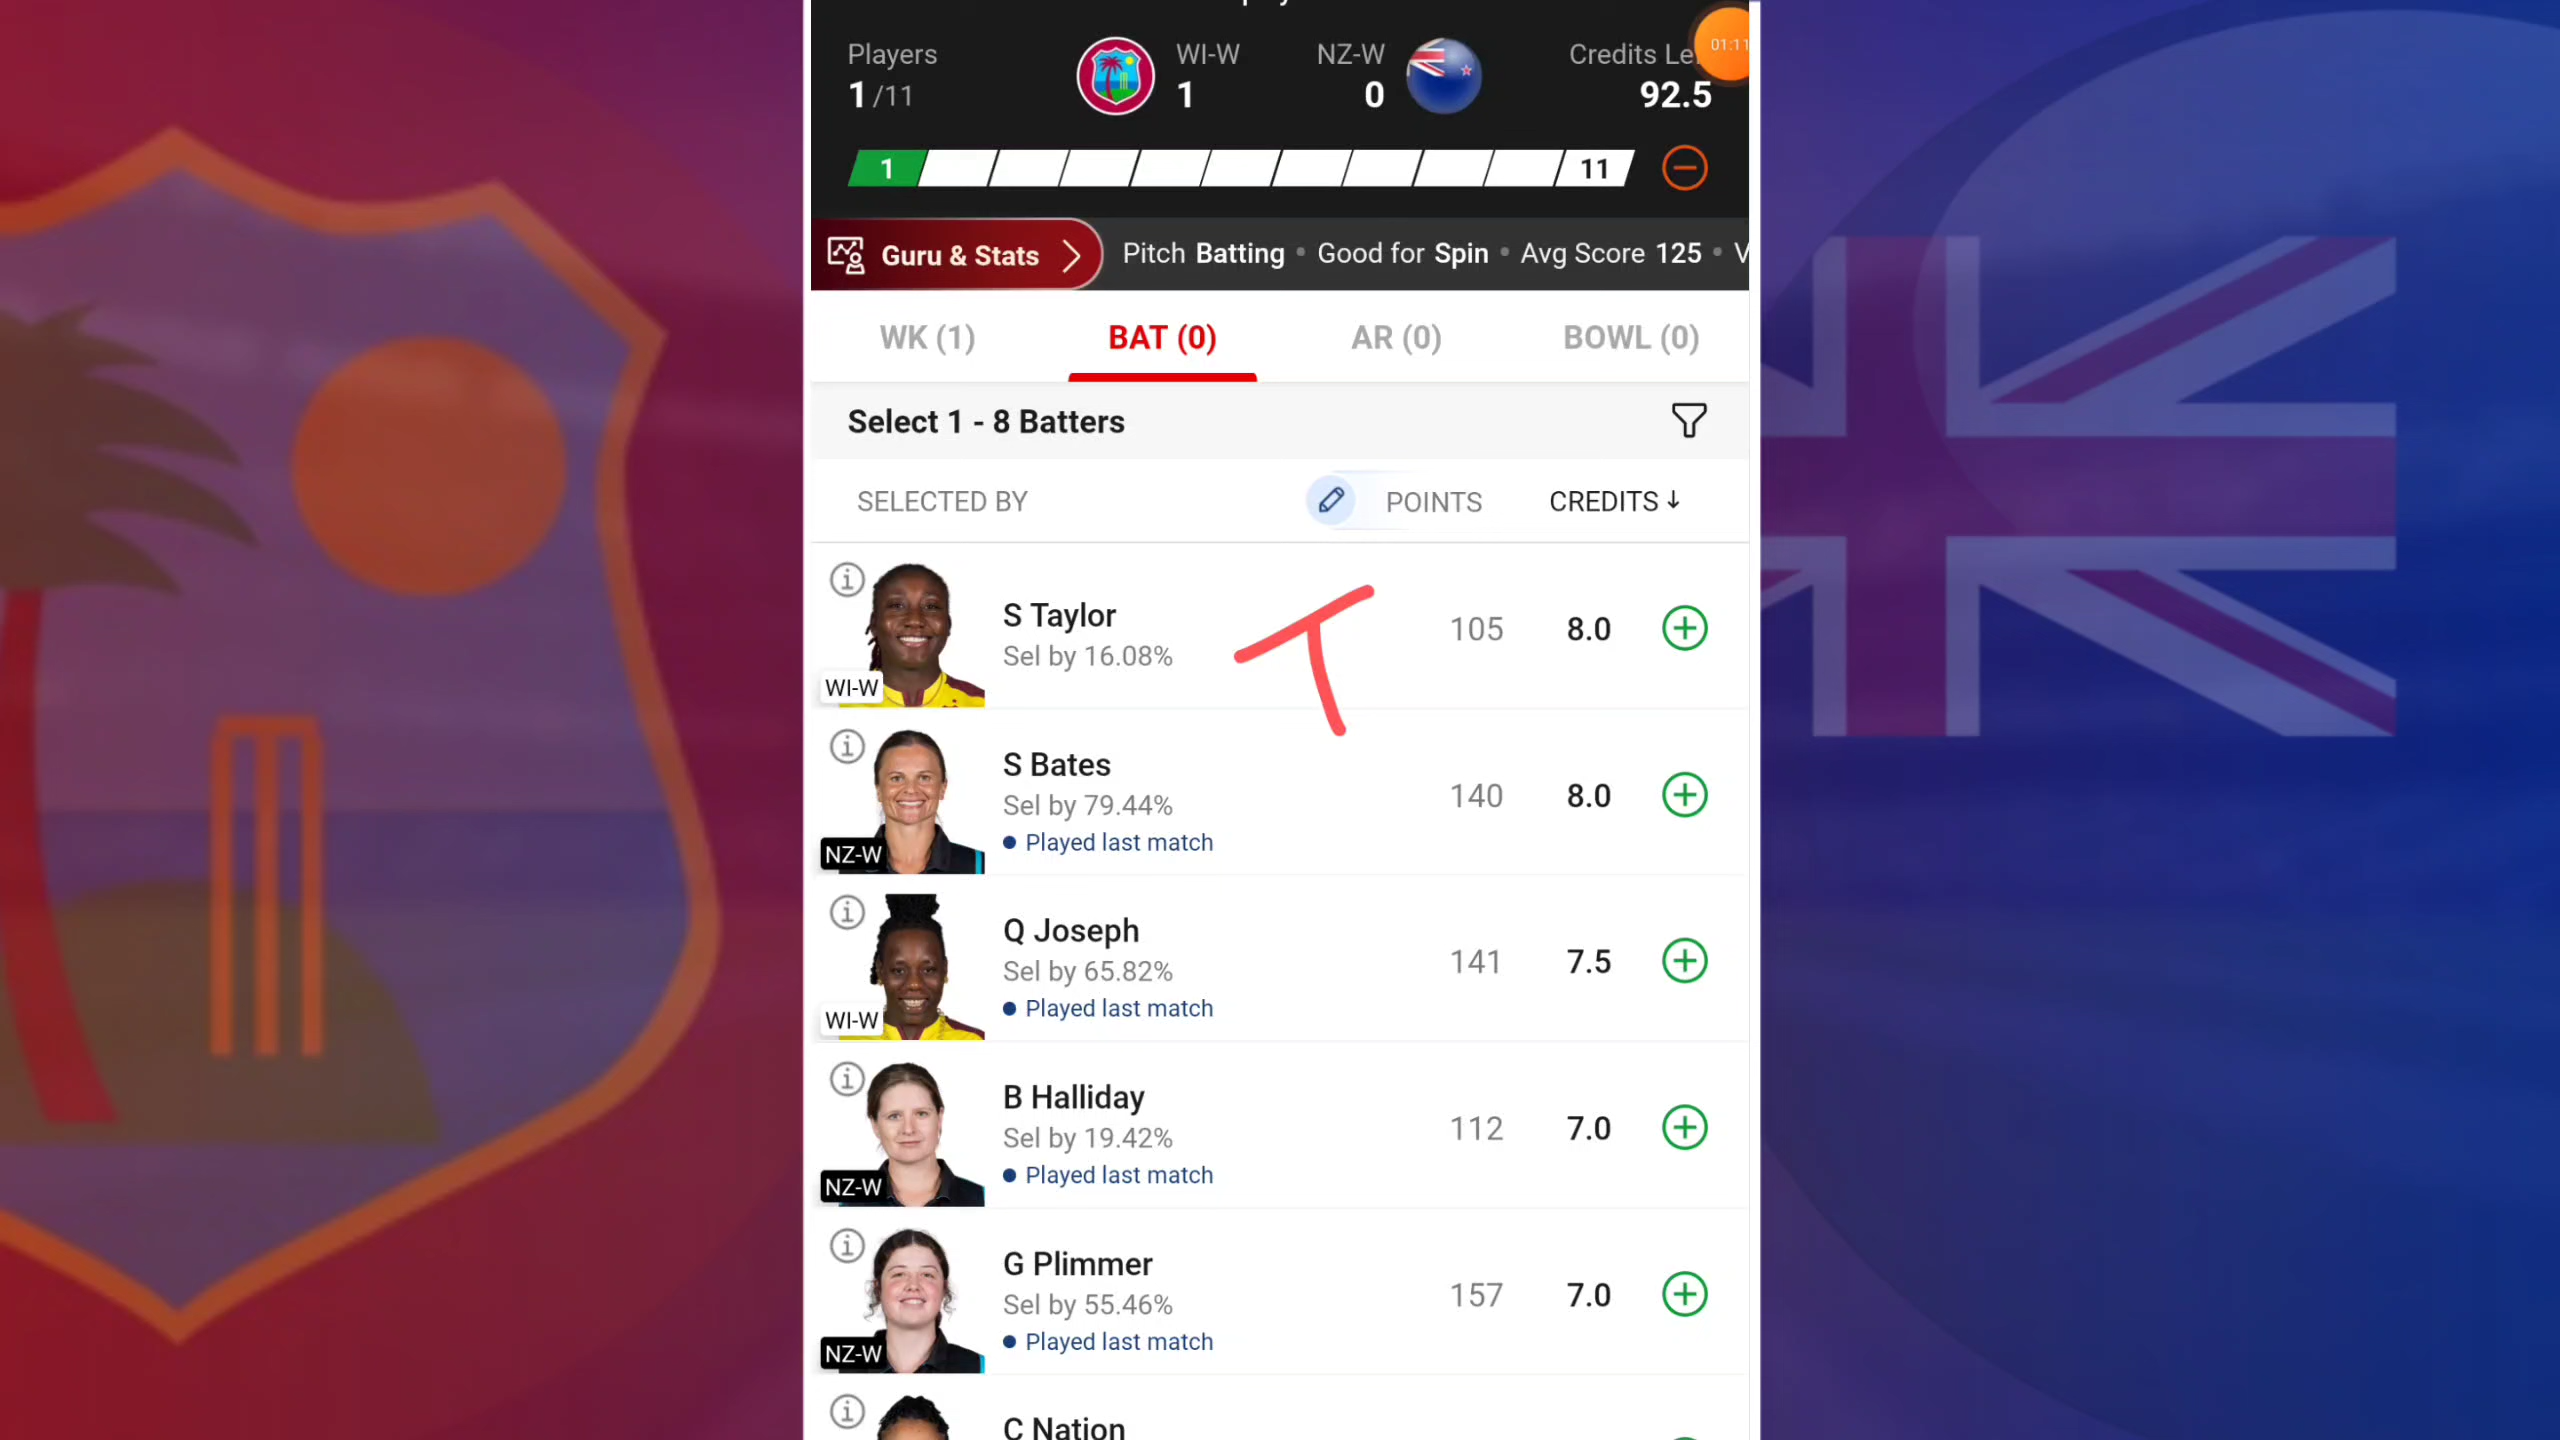 Players WI-W NZ-W Credits Le
1 /11 1 0 92.5
01:11
1 11
Guru & Stats Pitch Batting • Good for Spin • Avg Score 125 • V
WK (1) BAT (0) AR (0) BOWL (0)
Select 1 - 8 Batters
SELECTED BY POINTS CREDITS ↓
S Taylor
Sel by 16.08%
WI-W
105 8.0
S Bates
Sel by 79.44%
• Played last match
NZ-W
140 8.0
Q Joseph
Sel by 65.82%
• Played last match
WI-W
141 7.5
B Halliday
Sel by 19.42%
• Played last match
NZ-W
112 7.0
G Plimmer
Sel by 55.46%
• Played last match
NZ-W
157 7.0
C Nation